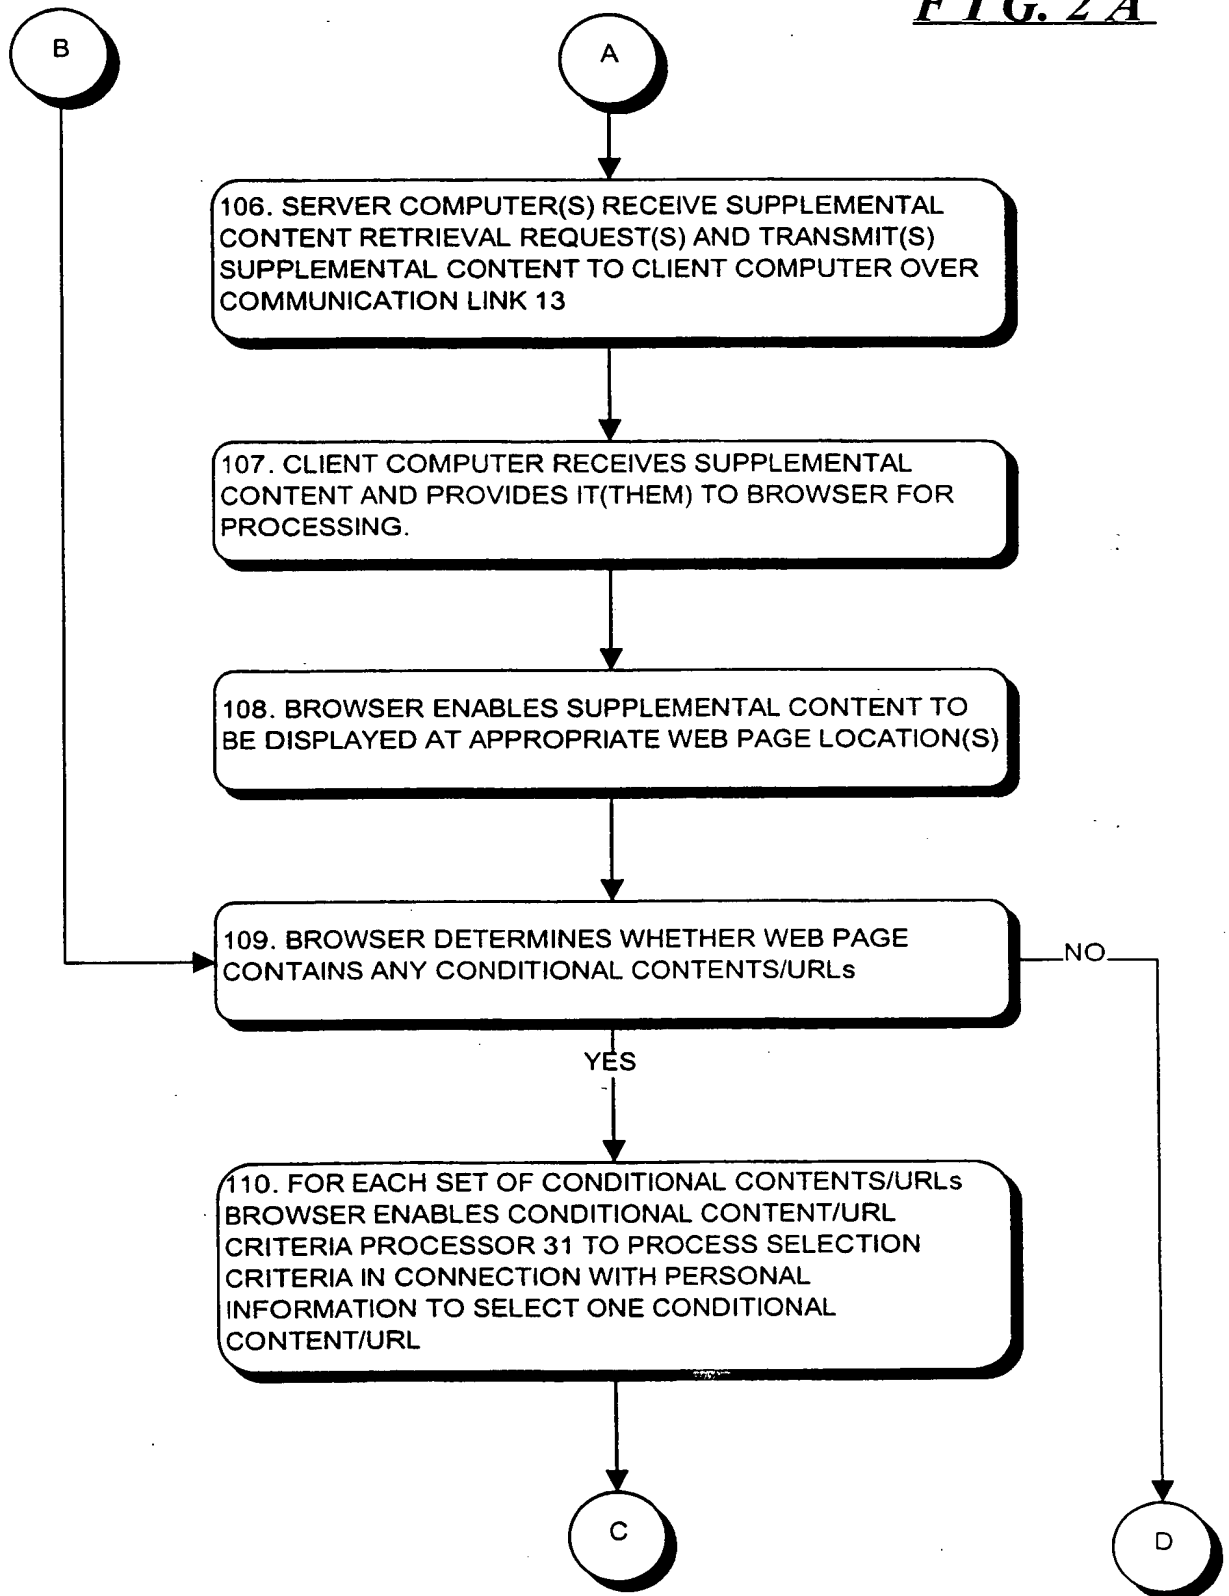 FIG. 2A
B
A
106. SERVER COMPUTER(S) RECEIVE SUPPLEMENTAL
CONTENT RETRIEVAL REQUEST(S) AND TRANSMIT(S)
SUPPLEMENTAL CONTENT TO CLIENT COMPUTER OVER
COMMUNICATION LINK 13
107. CLIENT COMPUTER RECEIVES SUPPLEMENTAL
CONTENT AND PROVIDES IT(THEM) TO BROWSER FOR
PROCESSING.
108. BROWSER ENABLES SUPPLEMENTAL CONTENT TO
BE DISPLAYED AT APPROPRIATE WEB PAGE LOCATION(S)
109. BROWSER DETERMINES WHETHER WEB PAGE
CONTAINS ANY CONDITIONAL CONTENTS/URLs
NO
YES
110. FOR EACH SET OF CONDITIONAL CONTENTS/URLs
BROWSER ENABLES CONDITIONAL CONTENT/URL
CRITERIA PROCESSOR 31 TO PROCESS SELECTION
CRITERIA IN CONNECTION WITH PERSONAL
INFORMATION TO SELECT ONE CONDITIONAL
CONTENT/URL
C
D